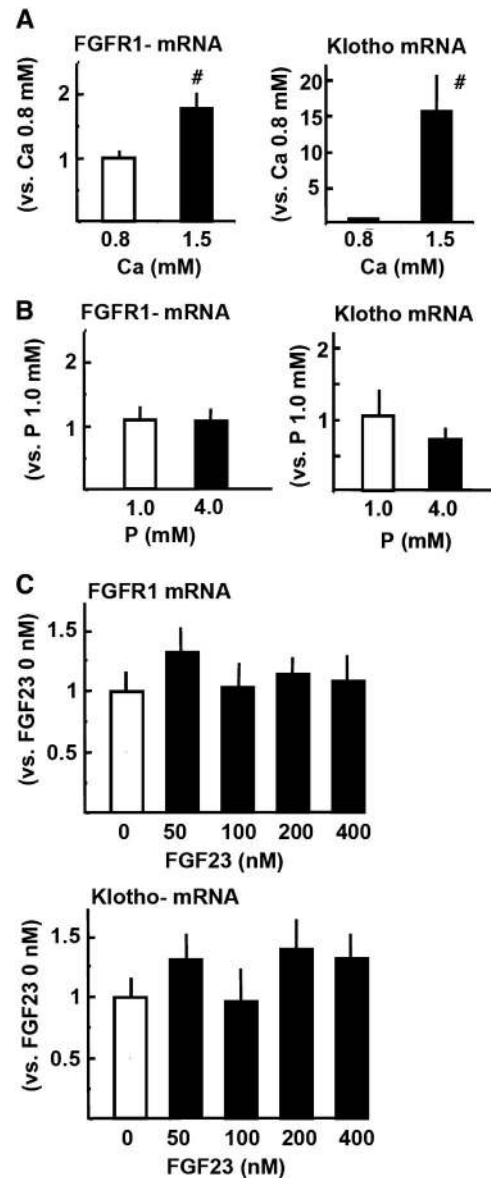 A
FGFR1- mRNA
(vs. Ca 0.8 mM)
2
1
#
0.8 1.5
Ca (mM)
Klotho mRNA
(vs. Ca 0.8 mM)
20
15
10
5
#
0.8 1.5
Ca (mM)
B
FGFR1- mRNA
(vs. P 1.0 mM)
2
1
1.0 4.0
P (mM)
Klotho mRNA
(vs. P 1.0 mM)
2
1
1.0 4.0
P (mM)
C
FGFR1 mRNA
(vs. FGF23 0 nM)
1.5
1
0.5
0 50 100 200 400
FGF23 (nM)
Klotho- mRNA
(vs. FGF23 0 nM)
1.5
1
0.5
0 50 100 200 400
FGF23 (nM)